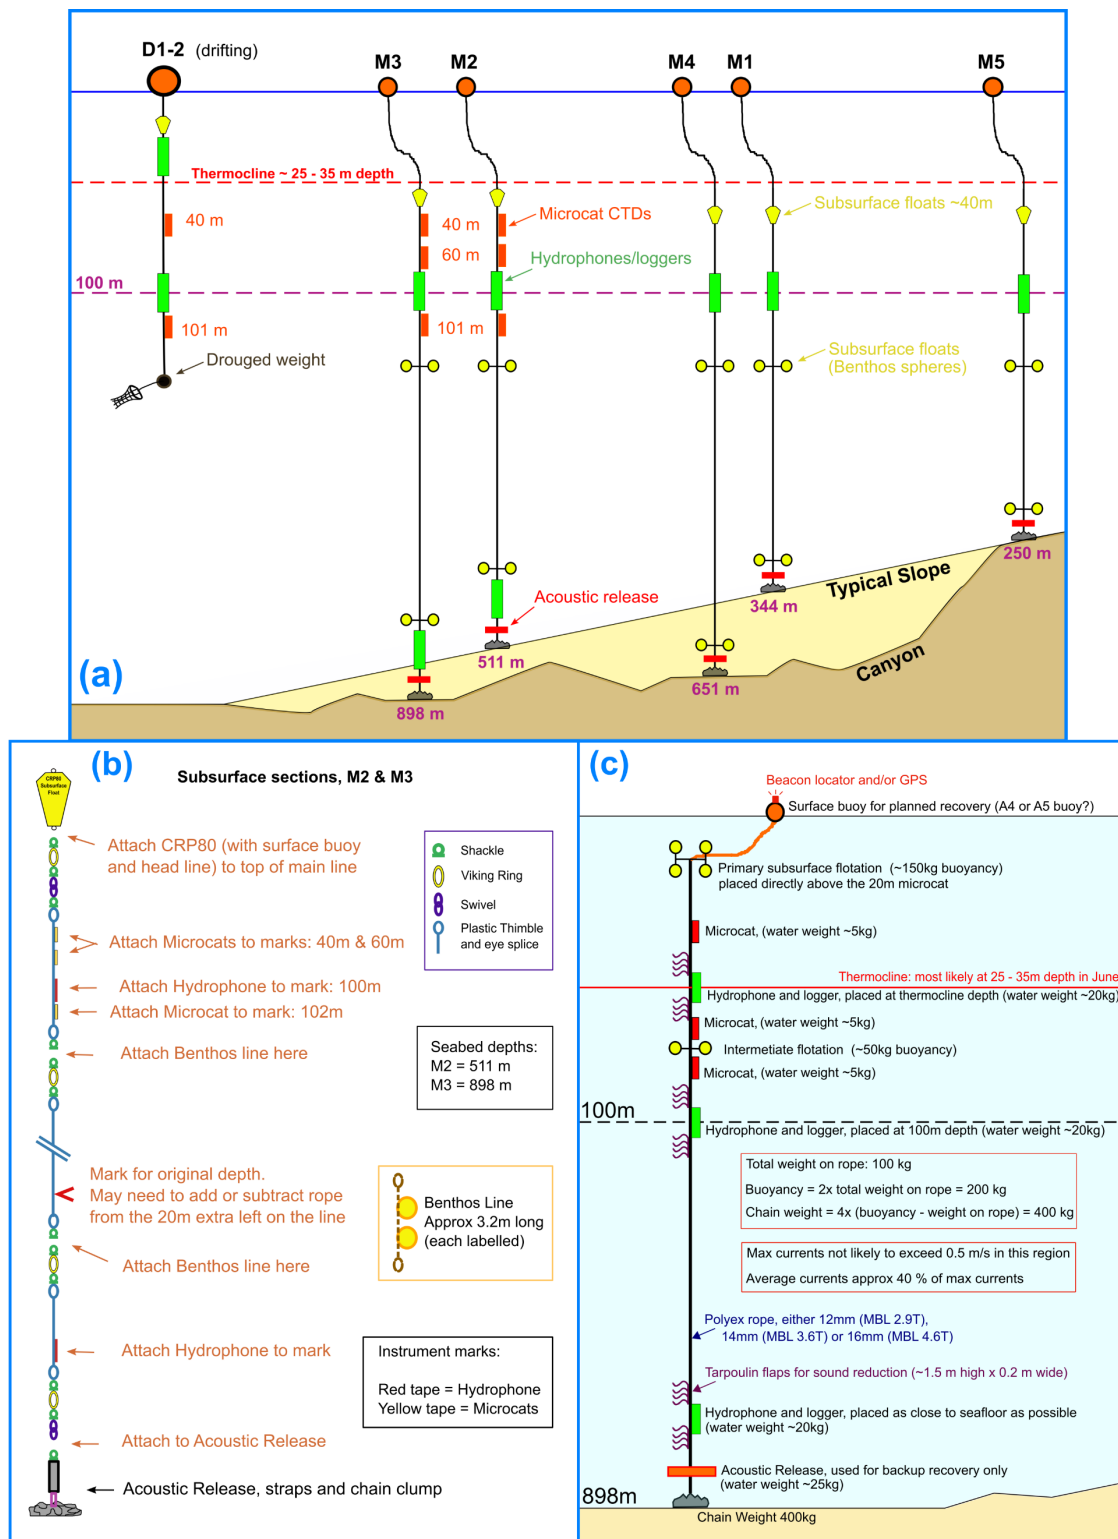 D1-2 (drifting)
M3
M2
M4
M1
M5
Thermocline ~ 25 - 35 m depth
40 m
40 m
Microcat CTDs
Subsurface floats ~40m
60 m
Hydrophones/loggers
100 m
101 m
101 m
Drouged weight
Subsurface floats
(Benthos spheres)
250 m
Typical Slope
Acoustic release
344 m
511 m
Canyon
651 m
898 m
(a)
(b)
Subsurface sections, M2 & M3
CRP80
Subsurface
Float
Attach CRP80 (with surface buoy
and head line) to top of main line
Shackle
Viking Ring
Swivel
Plastic Thimble
and eye splice
Attach Microcats to marks: 40m & 60m
Attach Hydrophone to mark: 100m
Attach Microcat to mark: 102m
Attach Benthos line here
Seabed depths:
M2 = 511 m
M3 = 898 m
Mark for original depth.
May need to add or subtract rope
from the 20m extra left on the line
Benthos Line
Approx 3.2m long
(each labelled)
Attach Benthos line here
Attach Hydrophone to mark
Instrument marks:
Red tape = Hydrophone
Yellow tape = Microcats
Attach to Acoustic Release
Acoustic Release, straps and chain clump
(c)
Beacon locator and/or GPS
Surface buoy for planned recovery (A4 or A5 buoy?)
Primary subsurface flotation (~150kg buoyancy)
placed directly above the 20m microcat
Microcat, (water weight ~5kg)
Thermocline: most likely at 25 - 35m depth in June
Hydrophone and logger, placed at thermocline depth (water weight ~20kg)
Microcat, (water weight ~5kg)
Intermetiate flotation (~50kg buoyancy)
Microcat, (water weight ~5kg)
100m
Hydrophone and logger, placed at 100m depth (water weight ~20kg)
Total weight on rope: 100 kg
Buoyancy = 2x total weight on rope = 200 kg
Chain weight = 4x (buoyancy - weight on rope) = 400 kg
Max currents not likely to exceed 0.5 m/s in this region
Average currents approx 40 % of max currents
Polyex rope, either 12mm (MBL 2.9T),
14mm (MBL 3.6T) or 16mm (MBL 4.6T)
Tarpoulin flaps for sound reduction (~1.5 m high x 0.2 m wide)
Hydrophone and logger, placed as close to seafloor as possible
(water weight ~20kg)
Acoustic Release, used for backup recovery only
(water weight ~25kg)
898m
Chain Weight 400kg